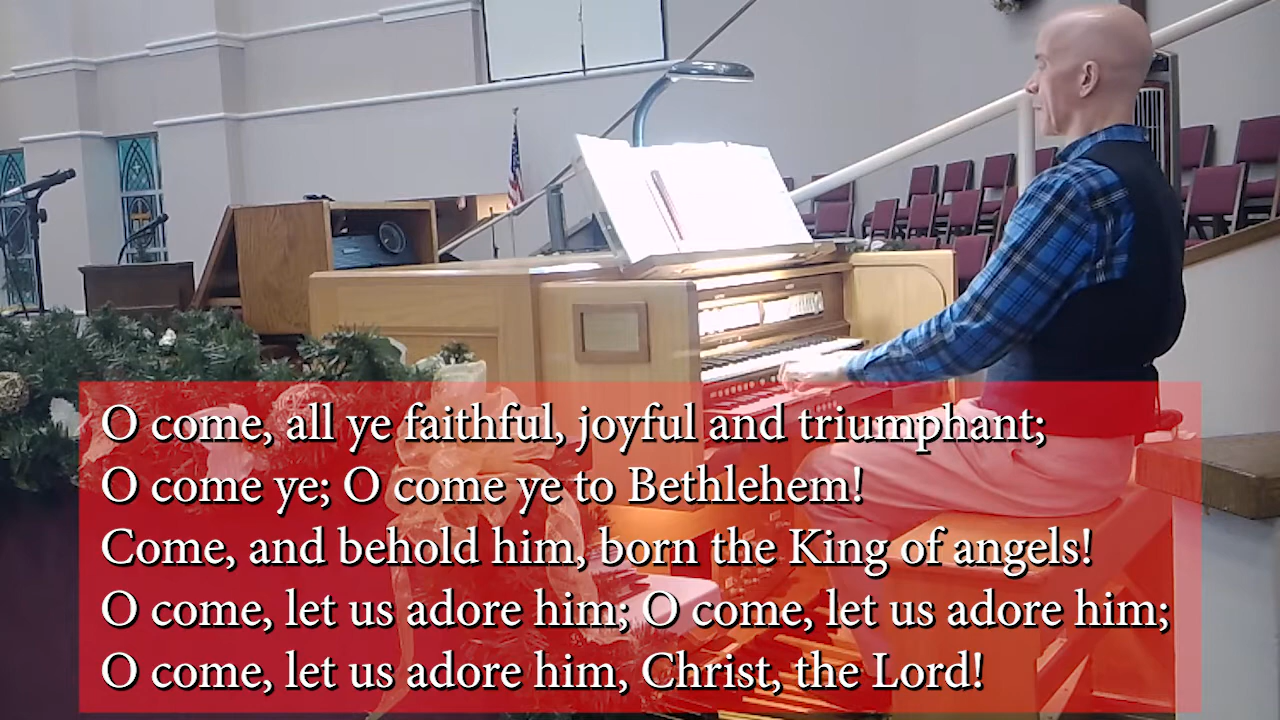 O come, all ye faithful, joyful and triumphant;
O come ye; O come ye to Bethlehem!
Come, and behold him, born the King of angels!
O come, let us adore him; O come, let us adore him;
O come, let us adore him, Christ, the Lord!